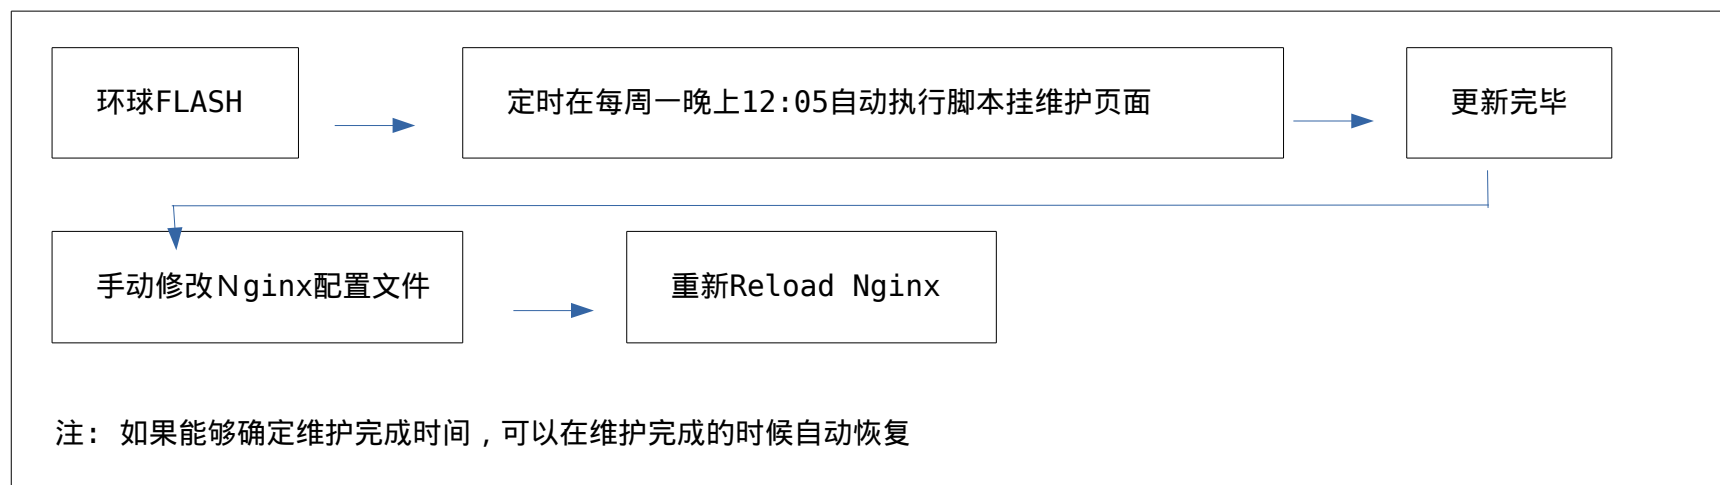 环球FLASH
定时在每周一晚上12:05自动执行脚本挂维护页面
更新完毕
手动修改Nginx配置文件
重新Reload Nginx
注: 如果能够确定维护完成时间，可以在维护完成的时候自动恢复